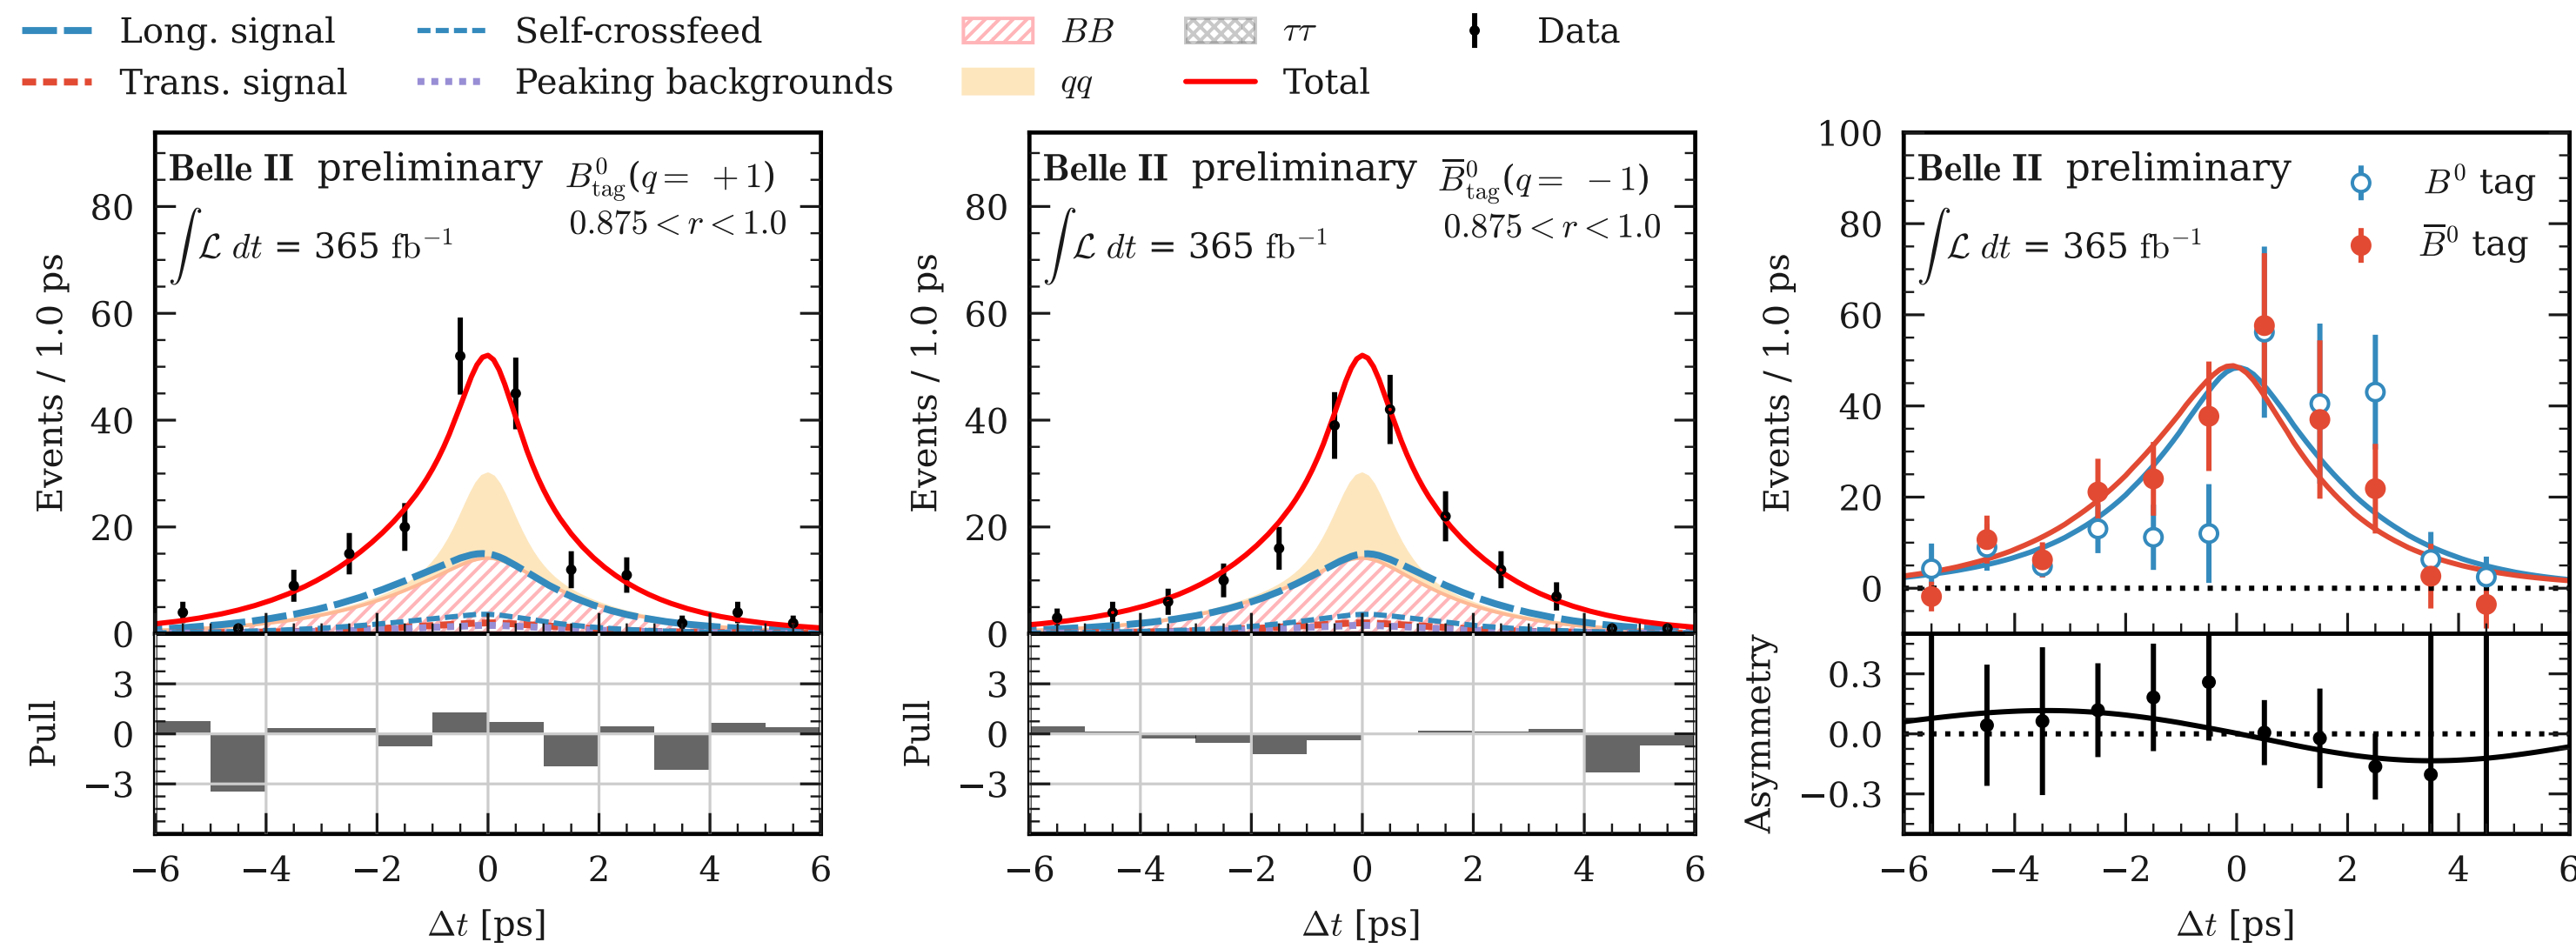 Long. signal
Trans. signal
Self-crossfeed
Peaking backgrounds
BB
qq
ττ
Total
Data
Belle II preliminary
B⁰tag(q = +1)
0.875 < r < 1.0
∫ℒ dt = 365 fb⁻¹
Events / 1.0 ps
80
60
40
20
0
Pull
3
0
−3
−6 −4 −2 0 2 4 6
Δt [ps]
Belle II preliminary
B̅⁰tag(q = −1)
0.875 < r < 1.0
∫ℒ dt = 365 fb⁻¹
Events / 1.0 ps
80
60
40
20
0
Pull
3
0
−3
−6 −4 −2 0 2 4 6
Δt [ps]
Belle II preliminary
B⁰ tag
B̅⁰ tag
∫ℒ dt = 365 fb⁻¹
Events / 1.0 ps
100
80
60
40
20
0
Asymmetry
0.3
0.0
−0.3
−6 −4 −2 0 2 4 6
Δt [ps]